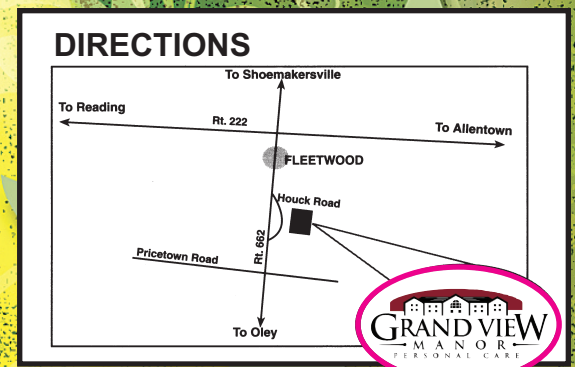 DIRECTIONS
To Shoemakersville
To Reading
Rt. 222
To Allentown
FLEETWOOD
Houck Road
Rt. 662
Pricetown Road
To Oley
GRAND VIEW
MANOR
PERSONAL CARE